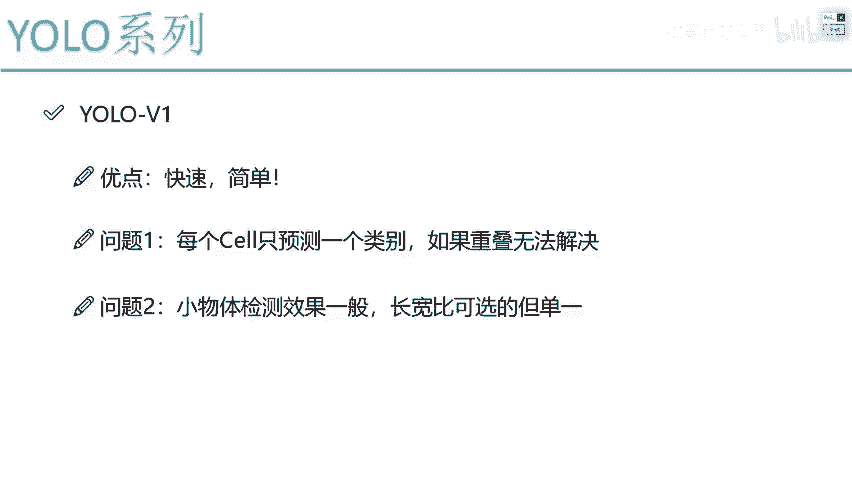 YOLO系列
YOLO-V1
优点：快速，简单！
问题1：每个Cell只预测一个类别，如果重叠无法解决
问题2：小物体检测效果一般，长宽比可选的但单一